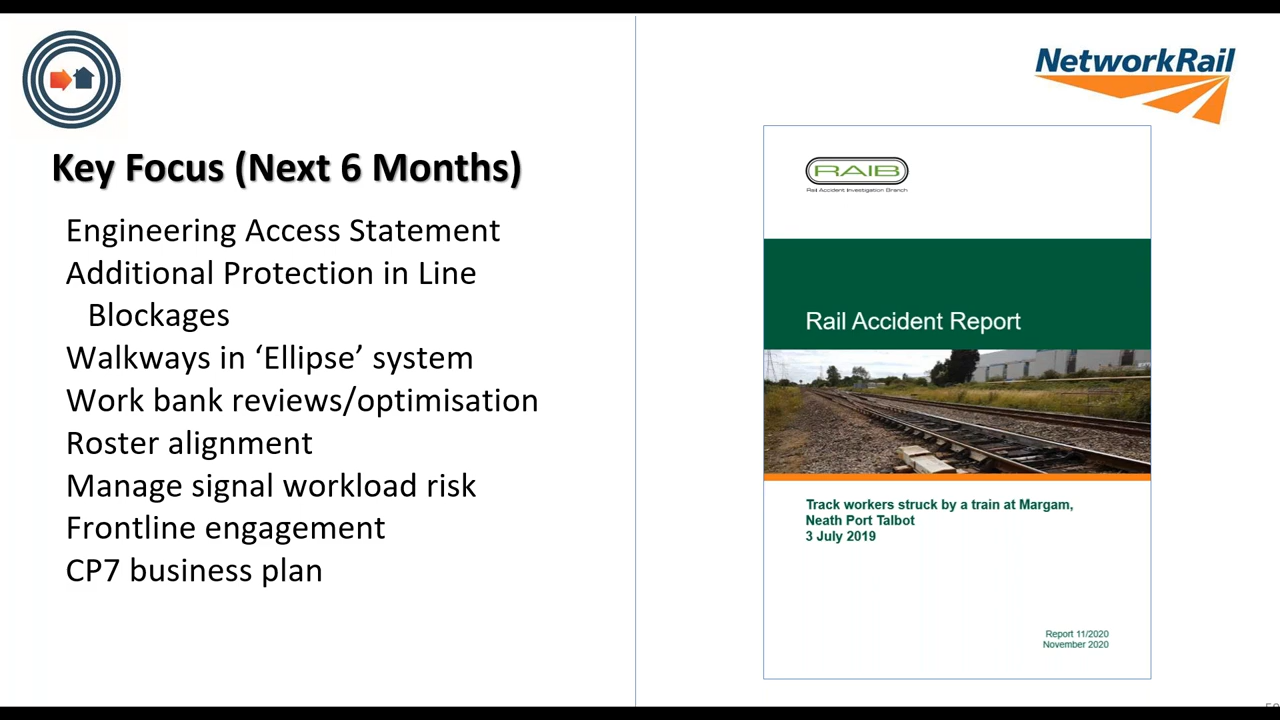 NetworkRail
Key Focus (Next 6 Months)
Engineering Access Statement
Additional Protection in Line
Blockages
Walkways in ‘Ellipse’ system
Work bank reviews/optimisation
Roster alignment
Manage signal workload risk
Frontline engagement
CP7 business plan
RAIB
Rail Accident Investigation Branch
Rail Accident Report
Track workers struck by a train at Margam,
Neath Port Talbot
3 July 2019
Report 11/2020
November 2020